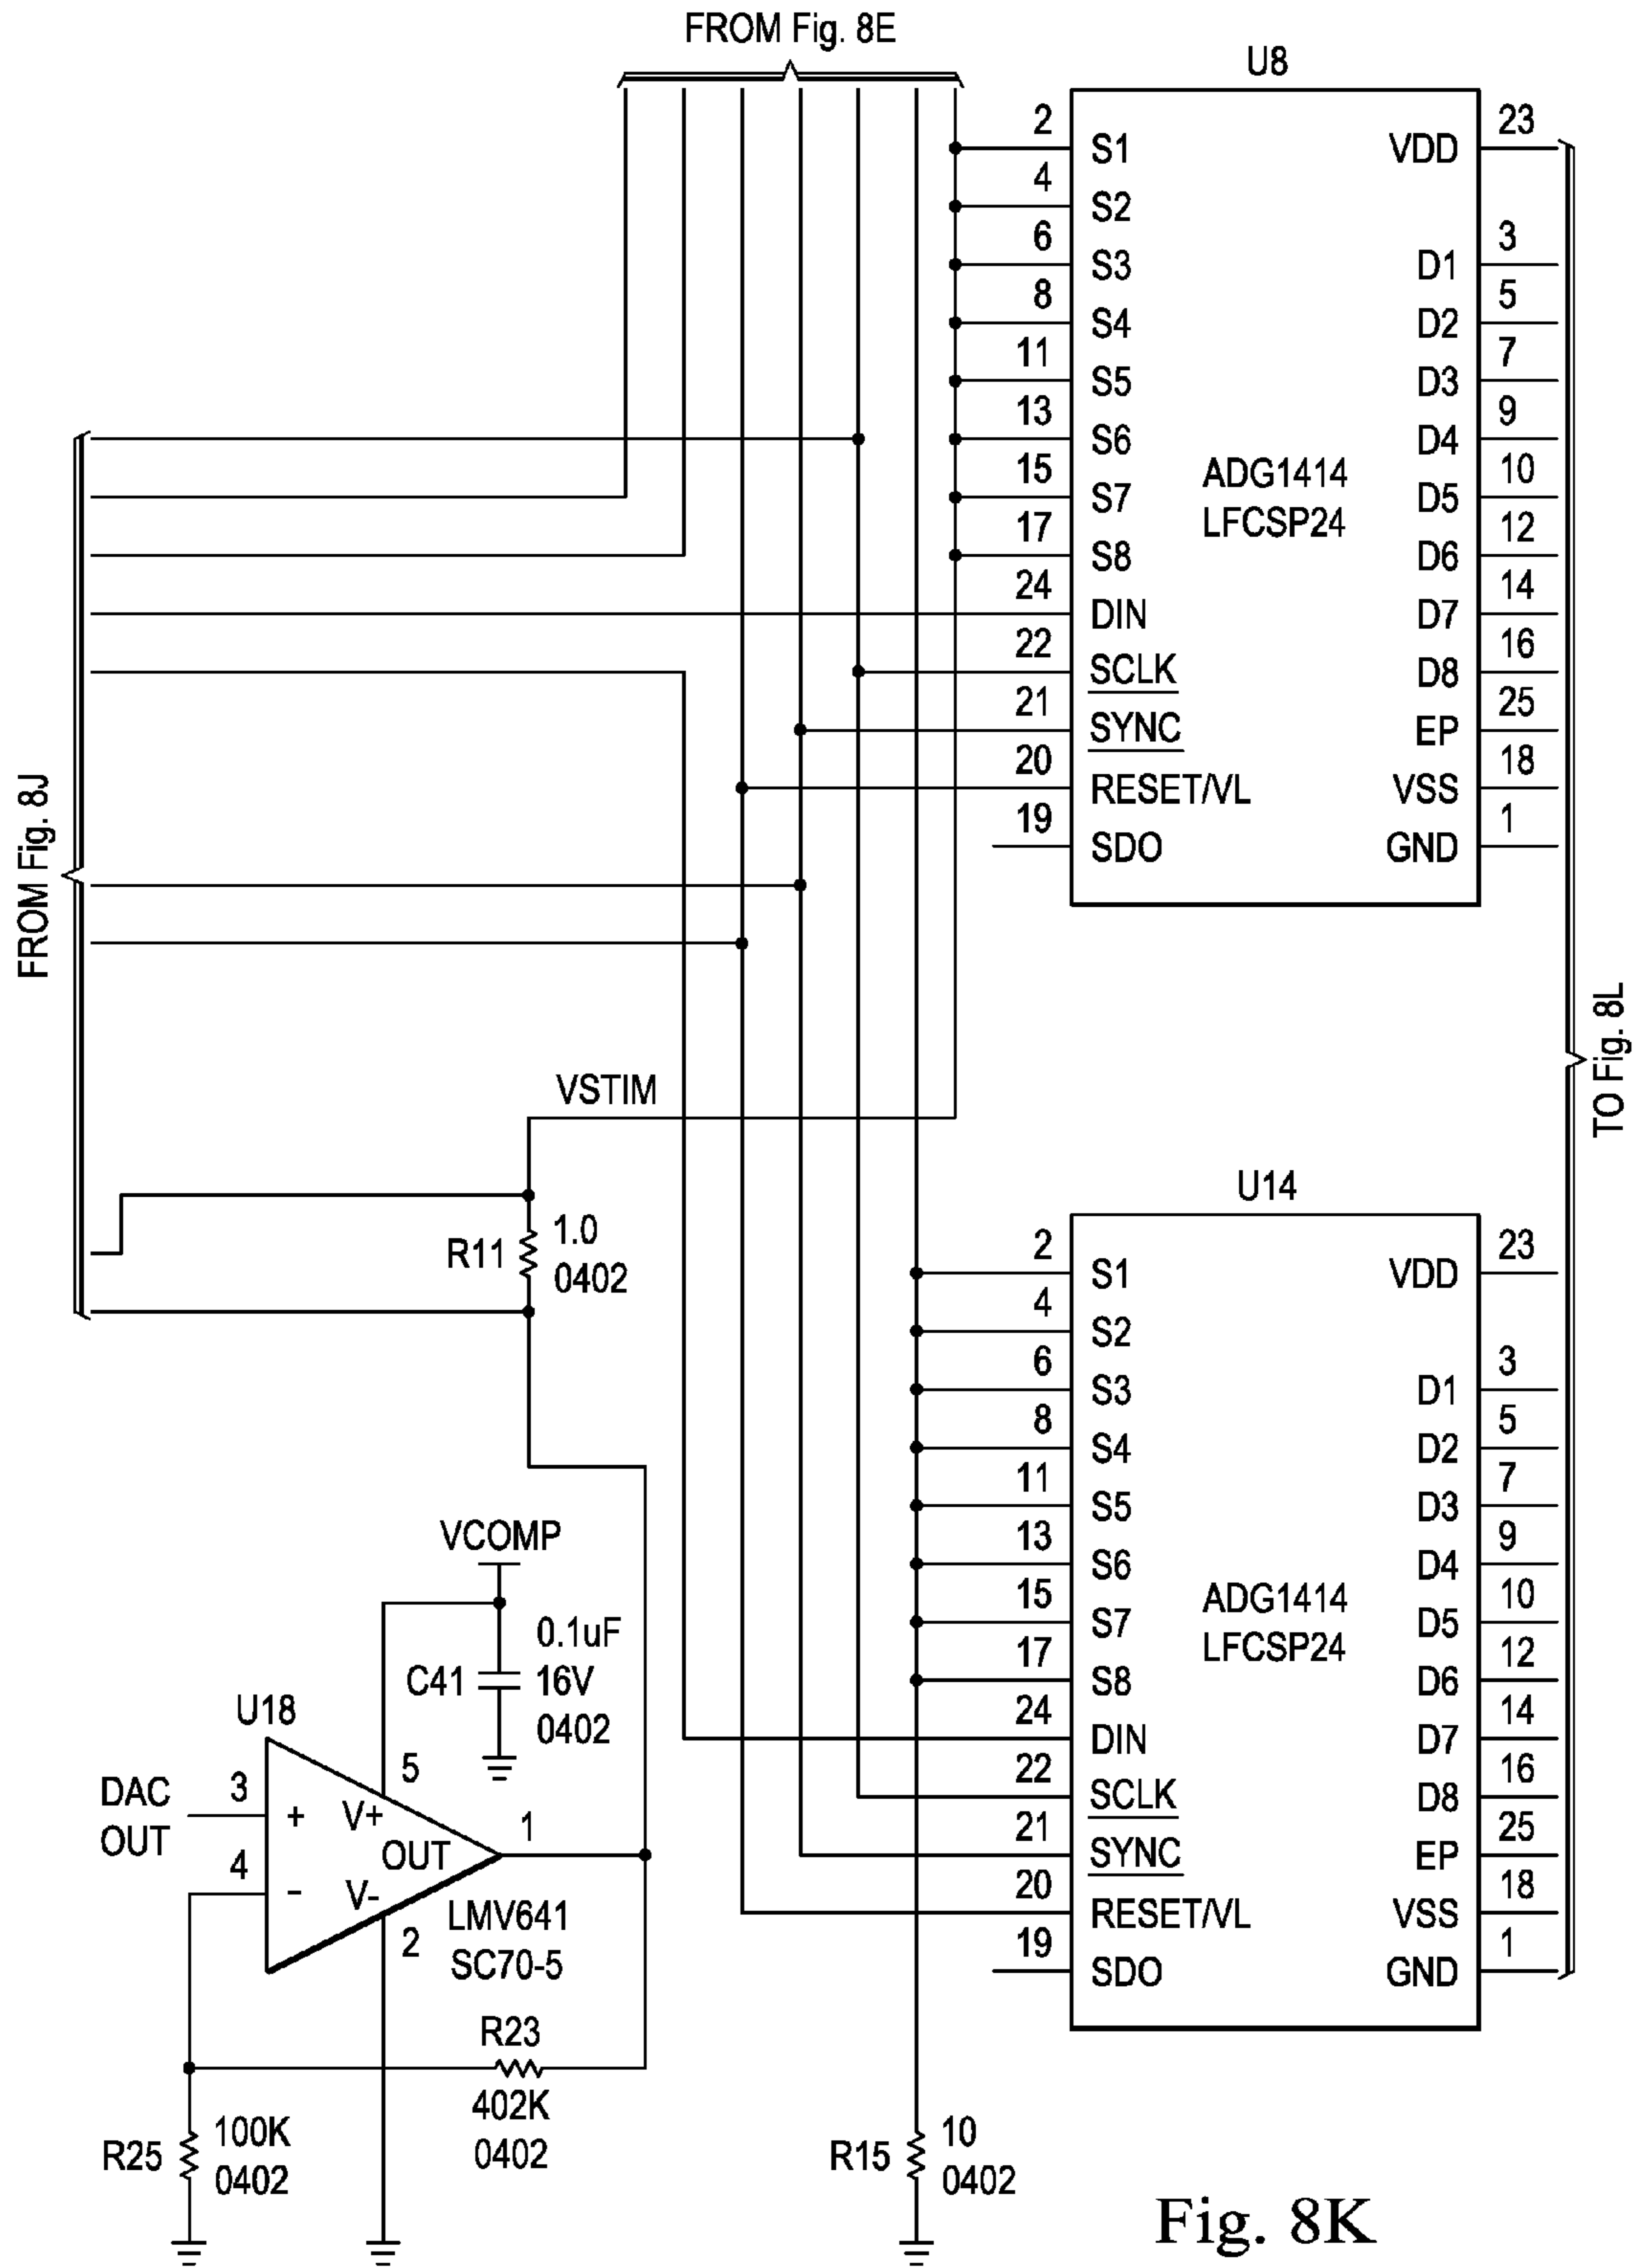 FROM Fig. 8E
U8
2 S1 VDD 23
4 S2
6 S3 D1 3
8 S4 D2 5
11 S5 D3 7
13 S6 D4 9
15 S7 D5 10
17 S8 D6 12
24 DIN D7 14
22 SCLK D8 16
21 SYNC EP 25
20 RESET/VL VSS 18
19 SDO GND 1
ADG1414
LFCSP24
FROM Fig. 8J
TO Fig. 8L
VSTIM
R11
1.0
0402
U14
2 S1 VDD 23
4 S2
6 S3 D1 3
8 S4 D2 5
11 S5 D3 7
13 S6 D4 9
15 S7 D5 10
17 S8 D6 12
24 DIN D7 14
22 SCLK D8 16
21 SYNC EP 25
20 RESET/VL VSS 18
19 SDO GND 1
ADG1414
LFCSP24
VCOMP
C41
0.1uF
16V
0402
U18
DAC
OUT
3 + V+ 5
OUT 1
4 - V- 2
LMV641
SC70-5
R23
402K
0402
R25
100K
0402
R15
10
0402
Fig. 8K